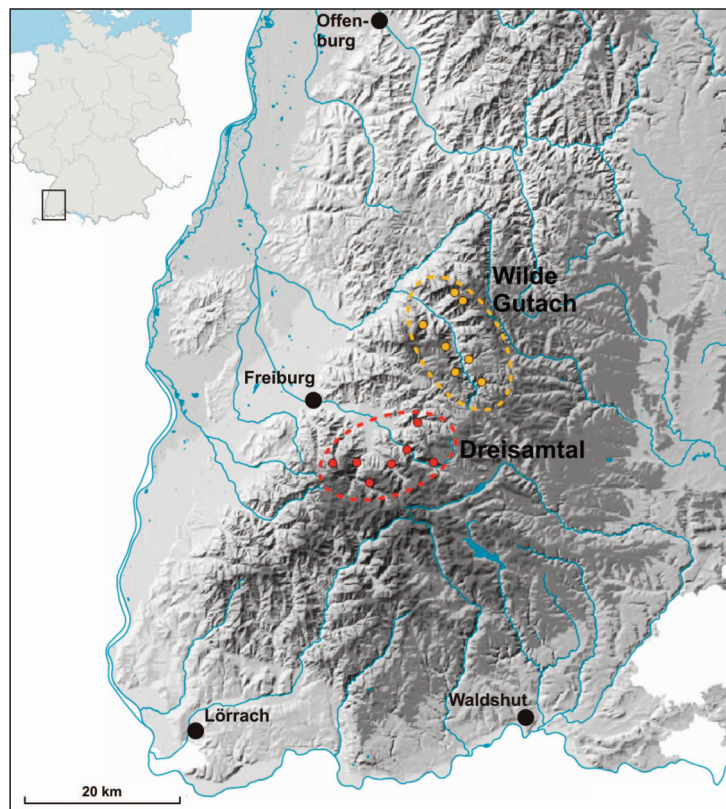 Offen-
burg
Wilde
Gutach
Freiburg
Dreisamtal
Waldshut
Lörrach
20 km